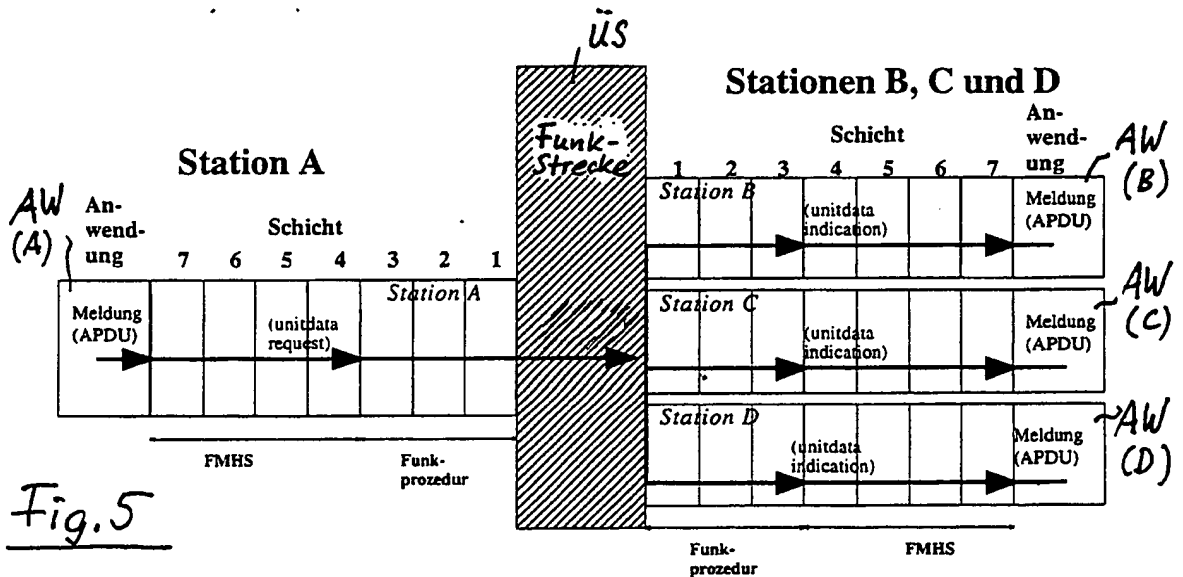 ÜS
Stationen B, C und D
Funk-
Strecke
Schicht
An-
wend-
ung
1 2 3 4 5 6 7
AW
(B)
Station B
(unitdata
indication)
Meldung
(APDU)
Station A
AW
(A)
An-
wend-
ung
Schicht
7 6 5 4 3 2 1
Station A
Meldung
(APDU)
(unitdata
request)
FMHS
Funk-
prozedur
Station C
(unitdata
indication)
Meldung
(APDU)
AW
(C)
Station D
(unitdata
indication)
Meldung
(APDU)
AW
(D)
Funk-
prozedur
FMHS
Fig. 5